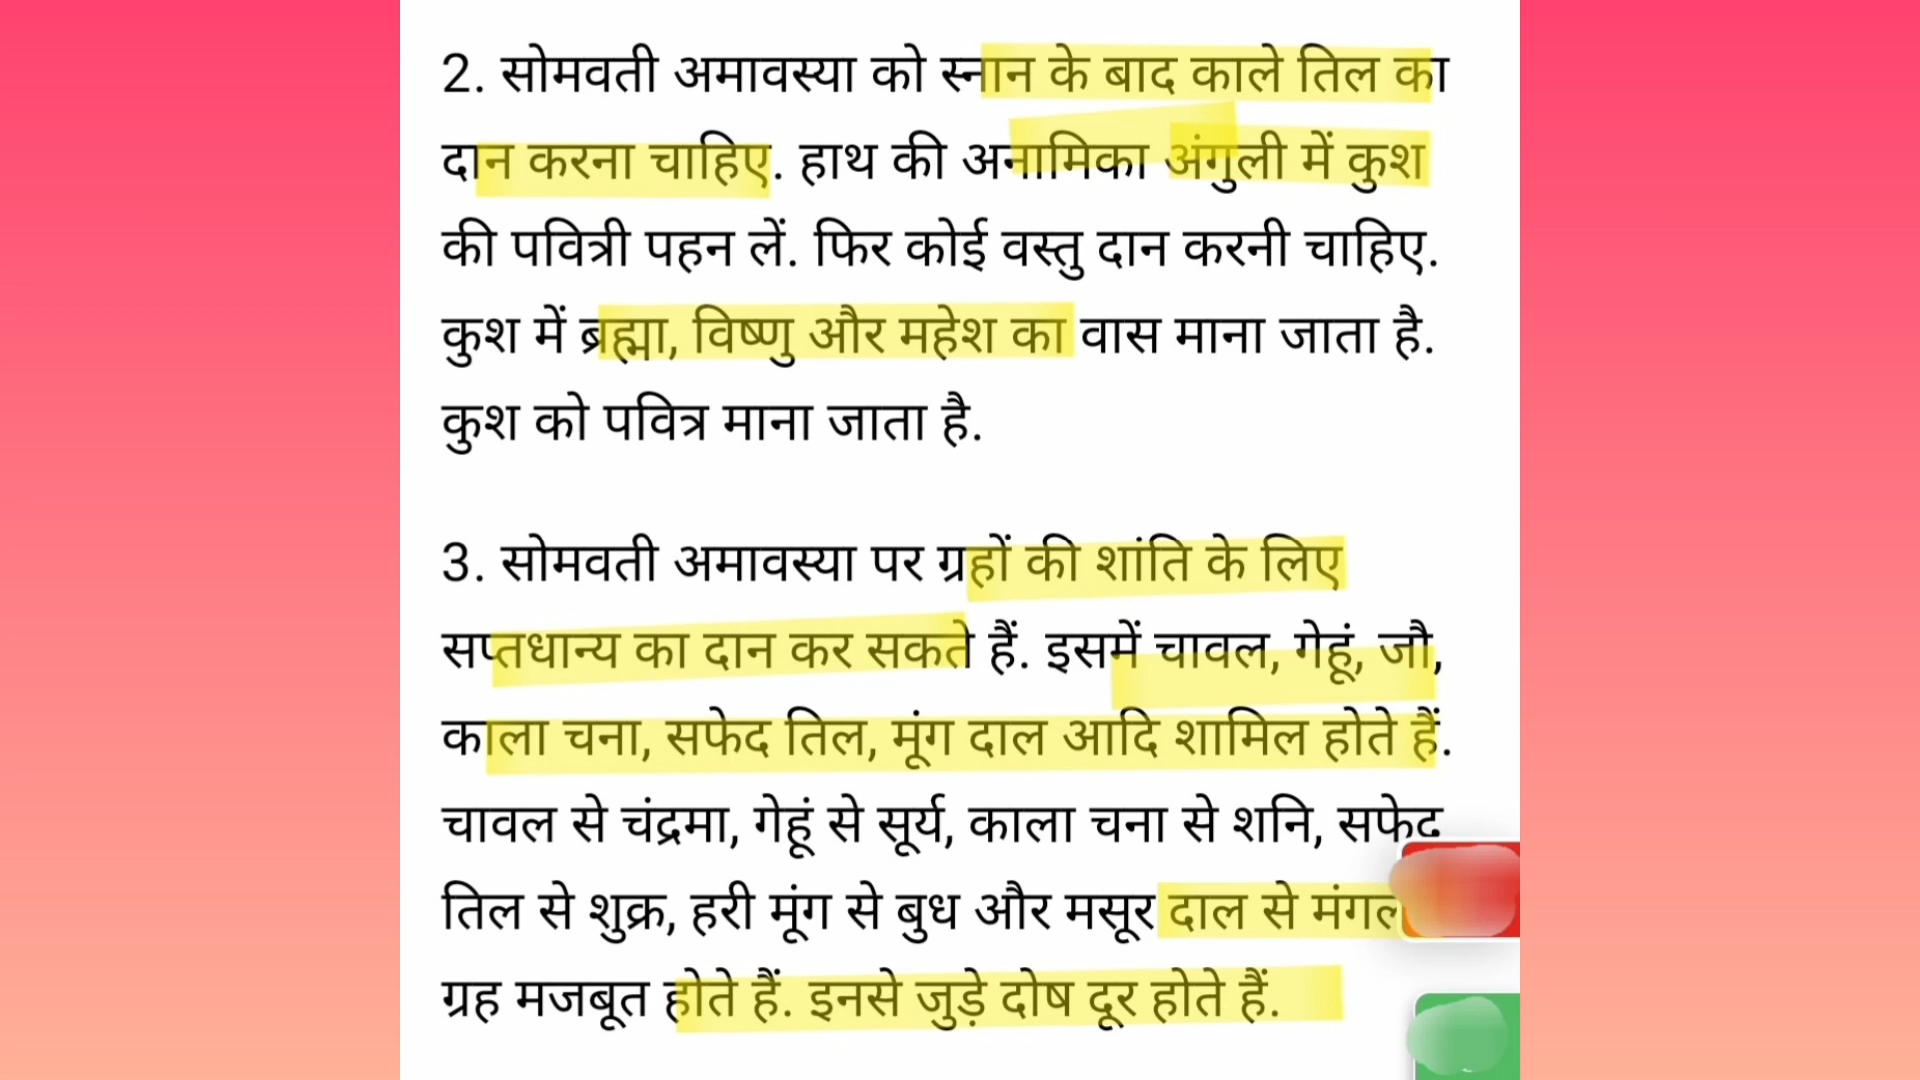 2. सोमवती अमावस्या को स्नान के बाद काले तिल का
दान करना चाहिए. हाथ की अनामिका अंगुली में कुश
की पवित्री पहन लें. फिर कोई वस्तु दान करनी चाहिए.
कुश में ब्रह्मा, विष्णु और महेश का वास माना जाता है.
कुश को पवित्र माना जाता है.
3. सोमवती अमावस्या पर ग्रहों की शांति के लिए
सप्तधान्य का दान कर सकते हैं. इसमें चावल, गेहूं, जौ,
काला चना, सफेद तिल, मूंग दाल आदि शामिल होते हैं.
चावल से चंद्रमा, गेहूं से सूर्य, काला चना से शनि, सफेद
तिल से शुक्र, हरी मूंग से बुध और मसूर दाल से मंगल
ग्रह मजबूत होते हैं. इनसे जुड़े दोष दूर होते हैं.